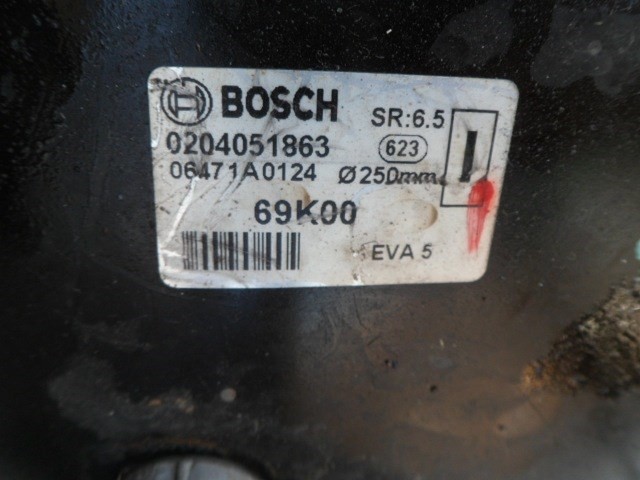 BOSCH SR:6.5
0204051863 623 I
06471A0124 Ø250mm
69K00
EVA 5